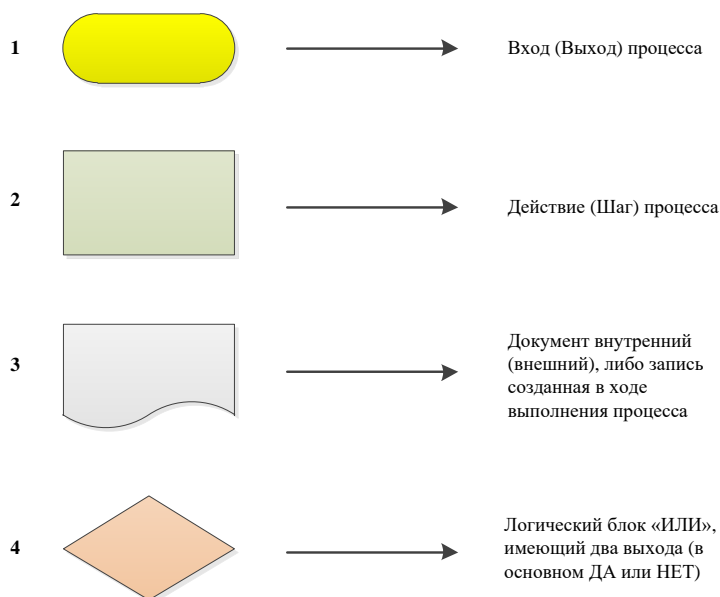 1
Вход (Выход) процесса
2
Действие (Шаг) процесса
3
Документ внутренний
(внешний), либо запись
созданная в ходе
выполнения процесса
4
Логический блок «ИЛИ»,
имеющий два выхода (в
основном ДА или НЕТ)